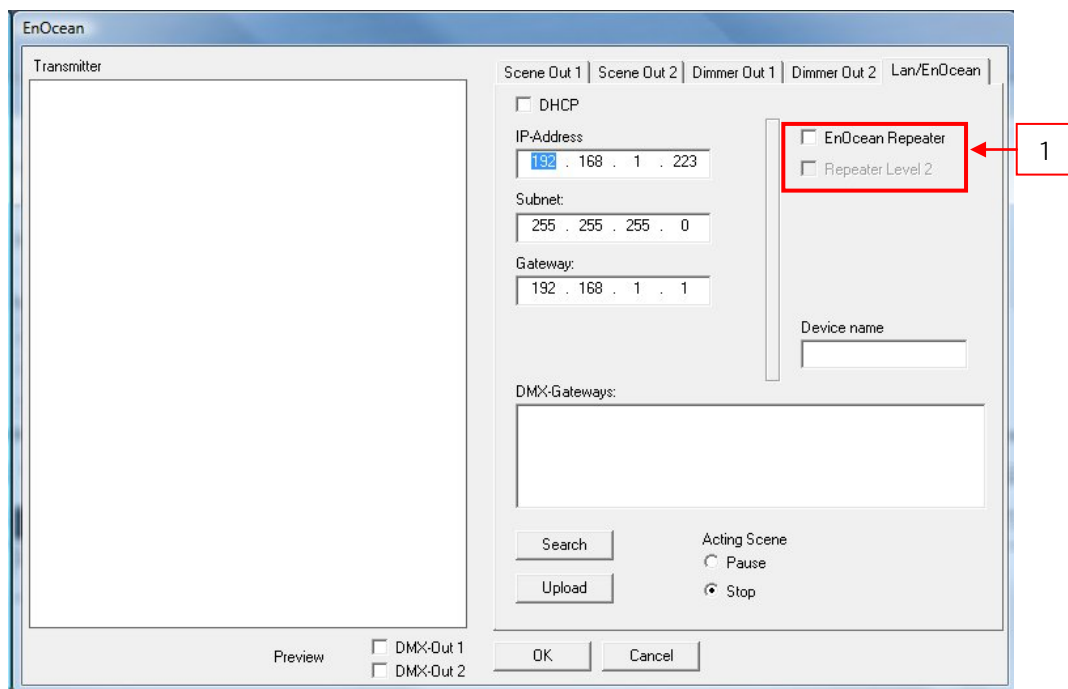 EnOcean
Transmitter
Scene Out 1 Scene Out 2 Dimmer Out 1 Dimmer Out 2 Lan/EnOcean
DHCP
IP-Address
192 . 168 . 1 . 223
Subnet:
255 . 255 . 255 . 0
Gateway:
192 . 168 . 1 . 1
EnOcean Repeater
Repeater Level 2
1
Device name
DMX-Gateways:
Search
Upload
Acting Scene
Pause
Stop
Preview
DMX-Out 1
DMX-Out 2
OK
Cancel